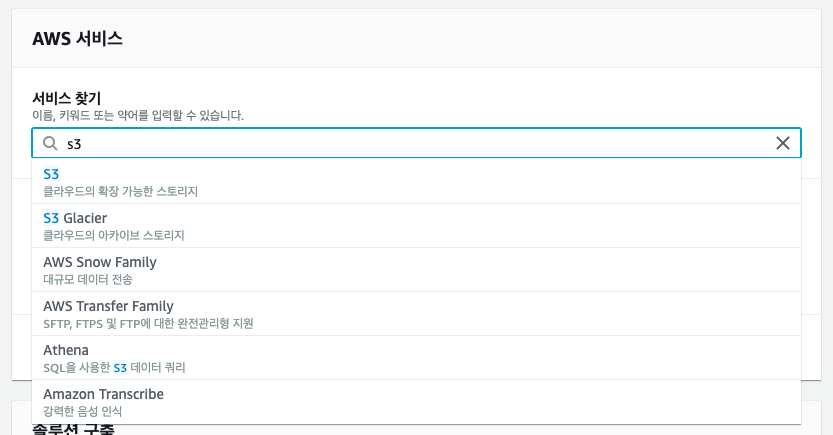 AWS 서비스
서비스 찾기
이름, 키워드 또는 약어를 입력할 수 있습니다.
s3
S3
클라우드의 확장 가능한 스토리지
S3 Glacier
클라우드의 아카이브 스토리지
AWS Snow Family
대규모 데이터 전송
AWS Transfer Family
SFTP, FTPS 및 FTP에 대한 완전관리형 지원
Athena
SQL을 사용한 S3 데이터 쿼리
Amazon Transcribe
강력한 음성 인식
솔루션 구축